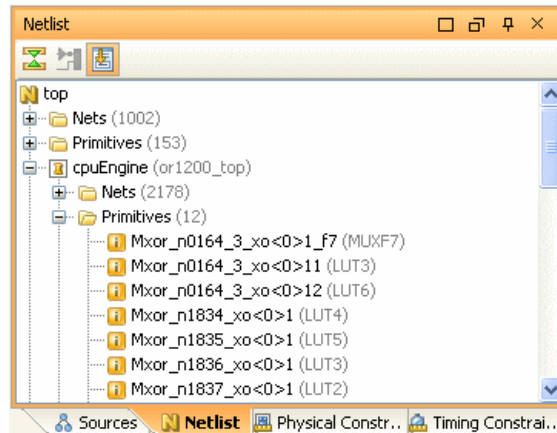 Netlist
top
Nets (1002)
Primitives (153)
cpuEngine (or1200_top)
Nets (2178)
Primitives (12)
Mxor_n0164_3_xo<0>1_f7 (MUXF7)
Mxor_n0164_3_xo<0>11 (LUT3)
Mxor_n0164_3_xo<0>12 (LUT6)
Mxor_n1834_xo<0>1 (LUT4)
Mxor_n1835_xo<0>1 (LUT5)
Mxor_n1836_xo<0>1 (LUT3)
Mxor_n1837_xo<0>1 (LUT2)
Sources Netlist Physical Constr.. Timing Constrai..